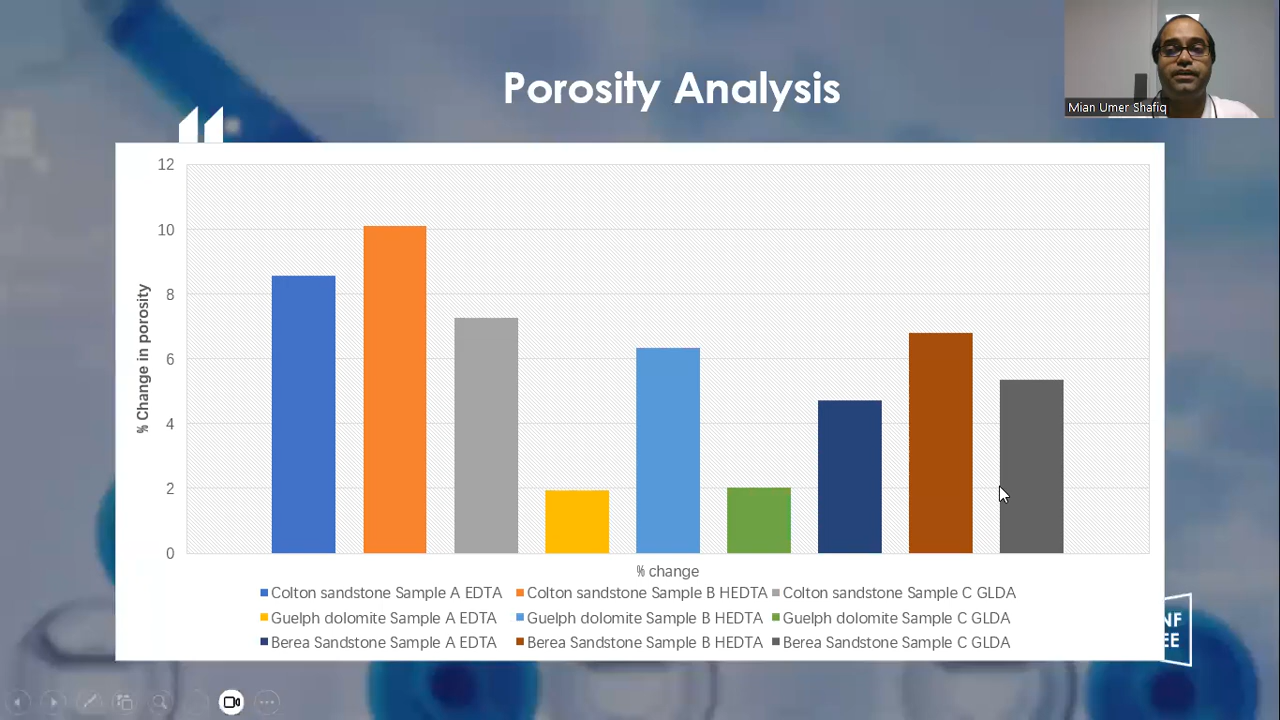 Porosity Analysis
Mian Umer Shafiq
12
10
8
6
4
2
0
% Change in porosity
% change
Colton sandstone Sample A EDTA
Colton sandstone Sample B HEDTA
Colton sandstone Sample C GLDA
Guelph dolomite Sample A EDTA
Guelph dolomite Sample B HEDTA
Guelph dolomite Sample C GLDA
Berea Sandstone Sample A EDTA
Berea Sandstone Sample B HEDTA
Berea Sandstone Sample C GLDA
NF
EE